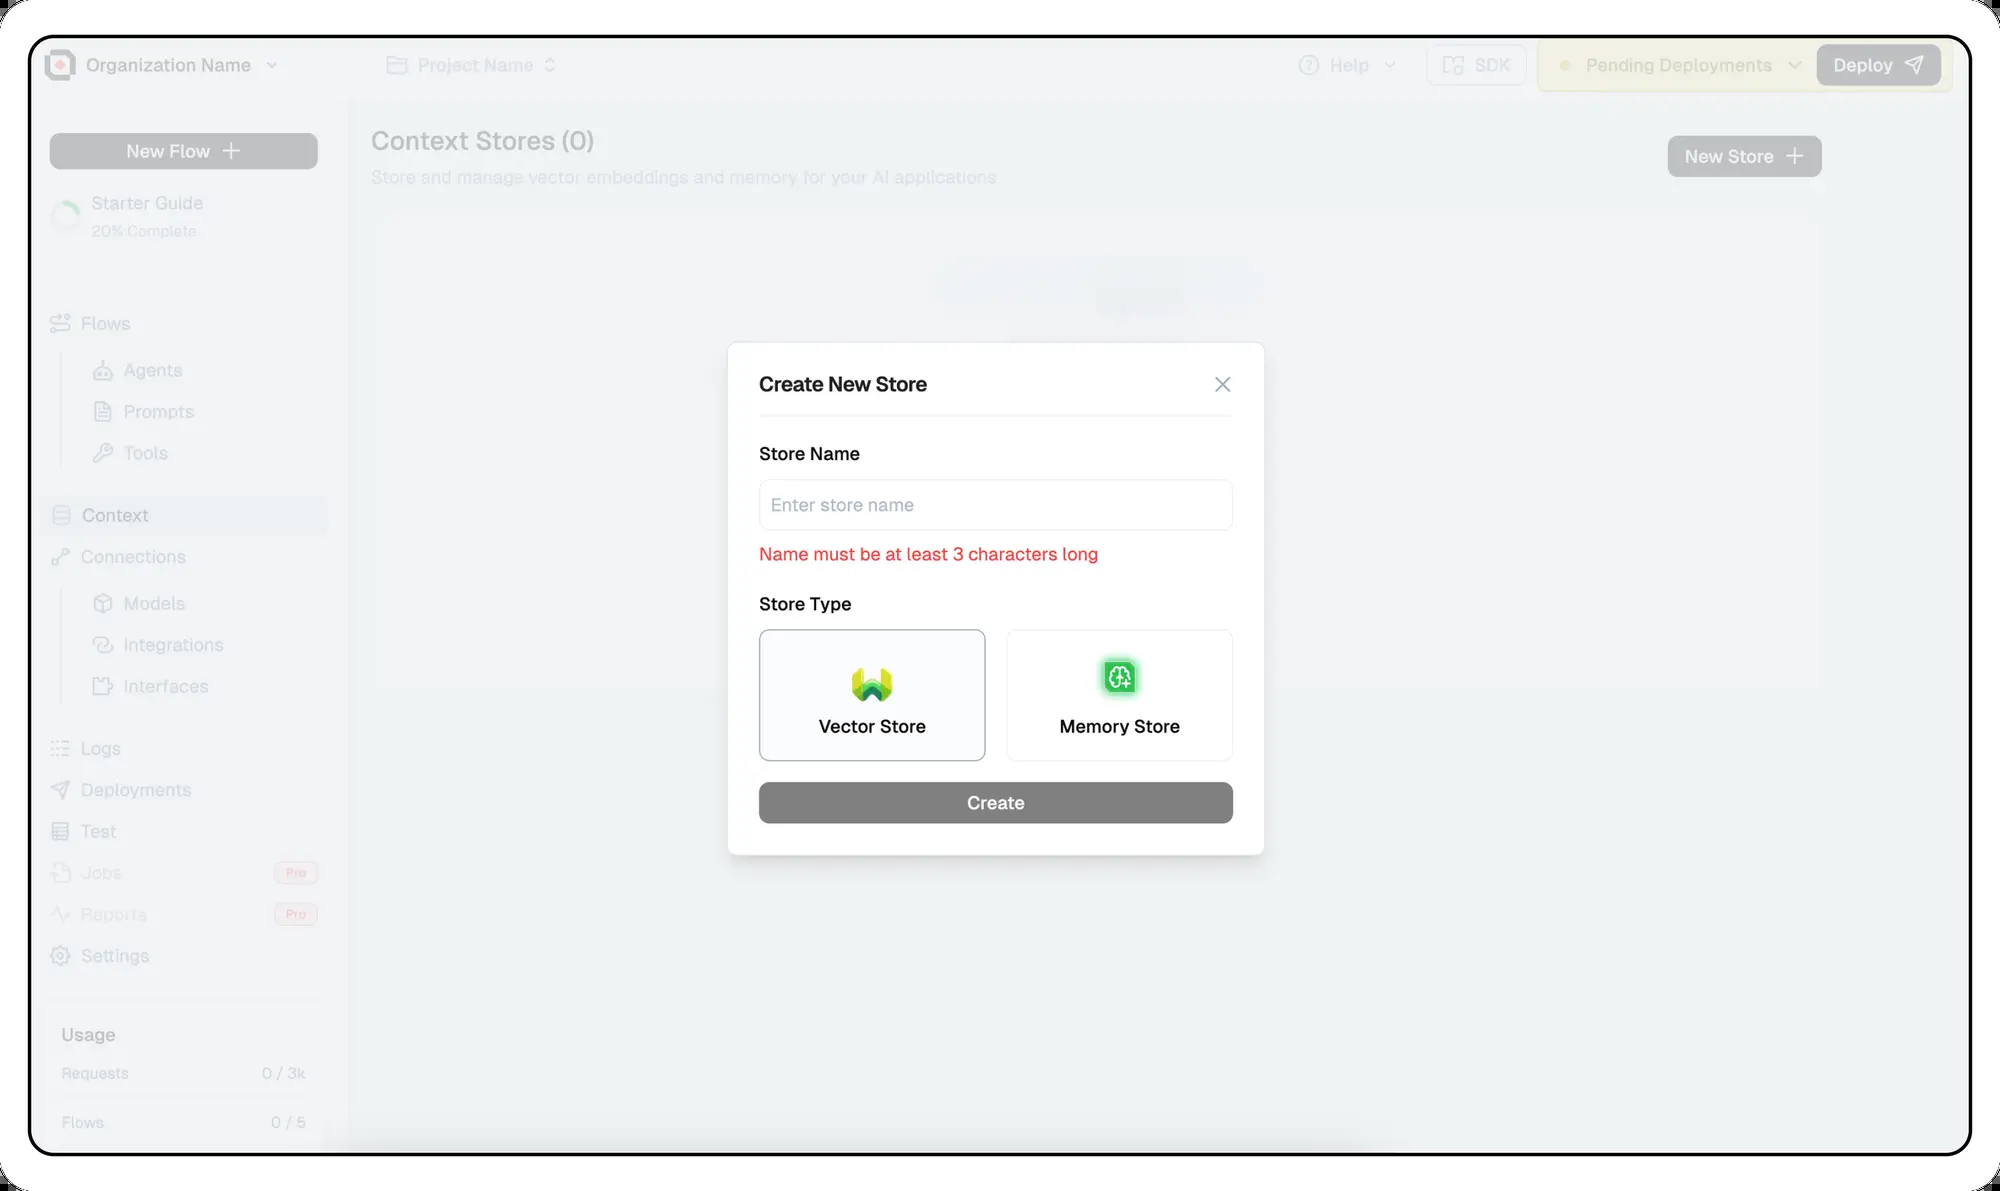 Organization Name
Project Name
Help
SDK
Pending Deployments
Deploy
New Flow
Starter Guide
20% Complete
Flows
Agents
Prompts
Tools
Context
Connections
Models
Integrations
Interfaces
Logs
Deployments
Test
Jobs Pro
Reports Pro
Settings
Usage
Requests 0 / 3k
Flows 0 / 5
Context Stores (0)
Store and manage vector embeddings and memory for your AI applications
New Store
Create New Store
Store Name
Enter store name
Name must be at least 3 characters long
Store Type
Vector Store
Memory Store
Create